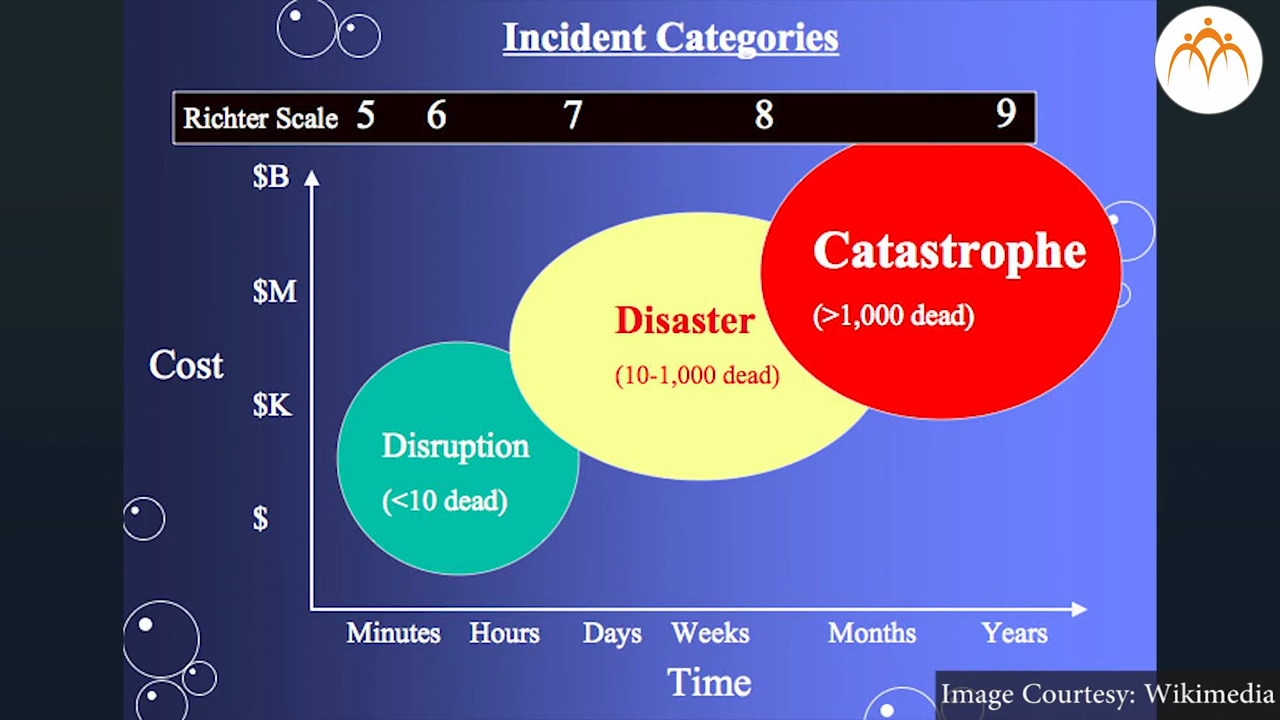 Incident Categories
Richter Scale 5 6 7 8 9
$B
$M
$K
$
Cost
Catastrophe
(>1,000 dead)
Disaster
(10-1,000 dead)
Disruption
(<10 dead)
Minutes Hours Days Weeks Months Years
Time
Image Courtesy: Wikimedia